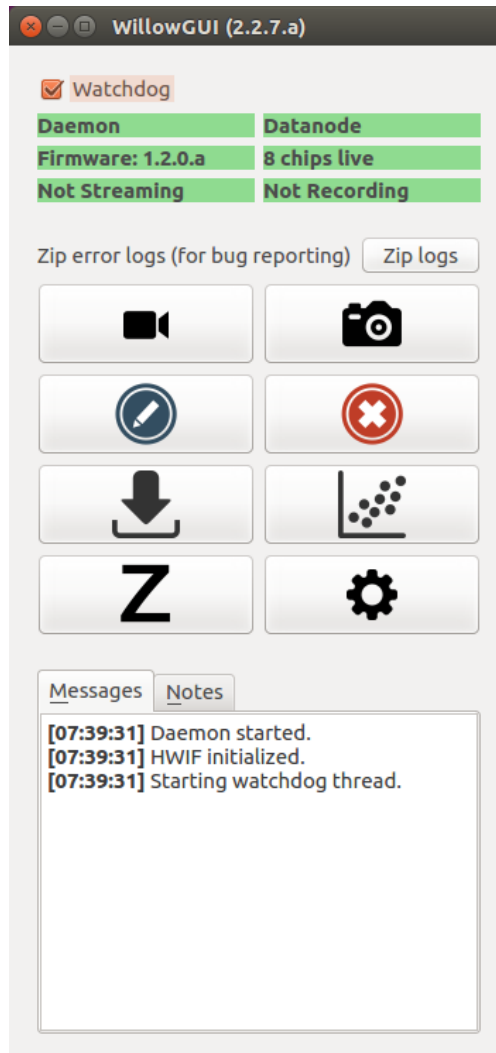 WillowGUI (2.2.7.a)
Watchdog
Daemon Datanode
Firmware: 1.2.0.a 8 chips live
Not Streaming Not Recording
Zip error logs (for bug reporting) Zip logs
Z
Messages Notes
[07:39:31] Daemon started.
[07:39:31] HWIF initialized.
[07:39:31] Starting watchdog thread.